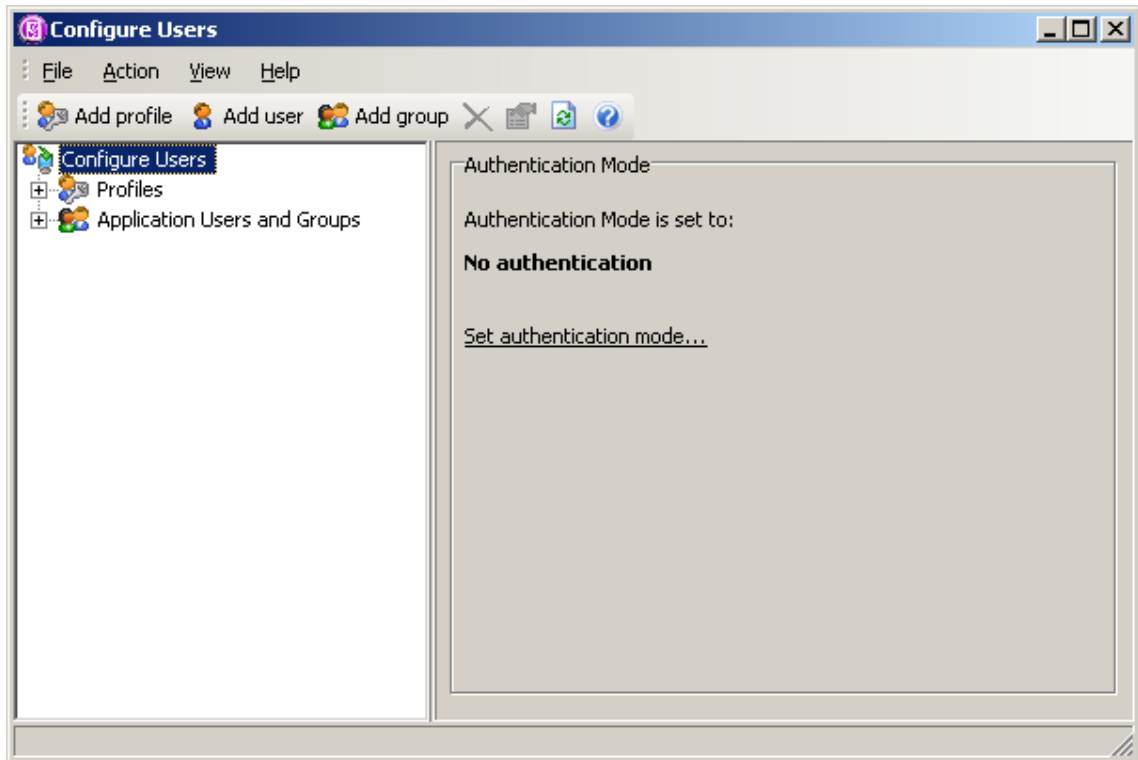 Configure Users
File Action View Help
Add profile Add user Add group
Configure Users
Profiles
Application Users and Groups
Authentication Mode
Authentication Mode is set to:
No authentication
Set authentication mode...